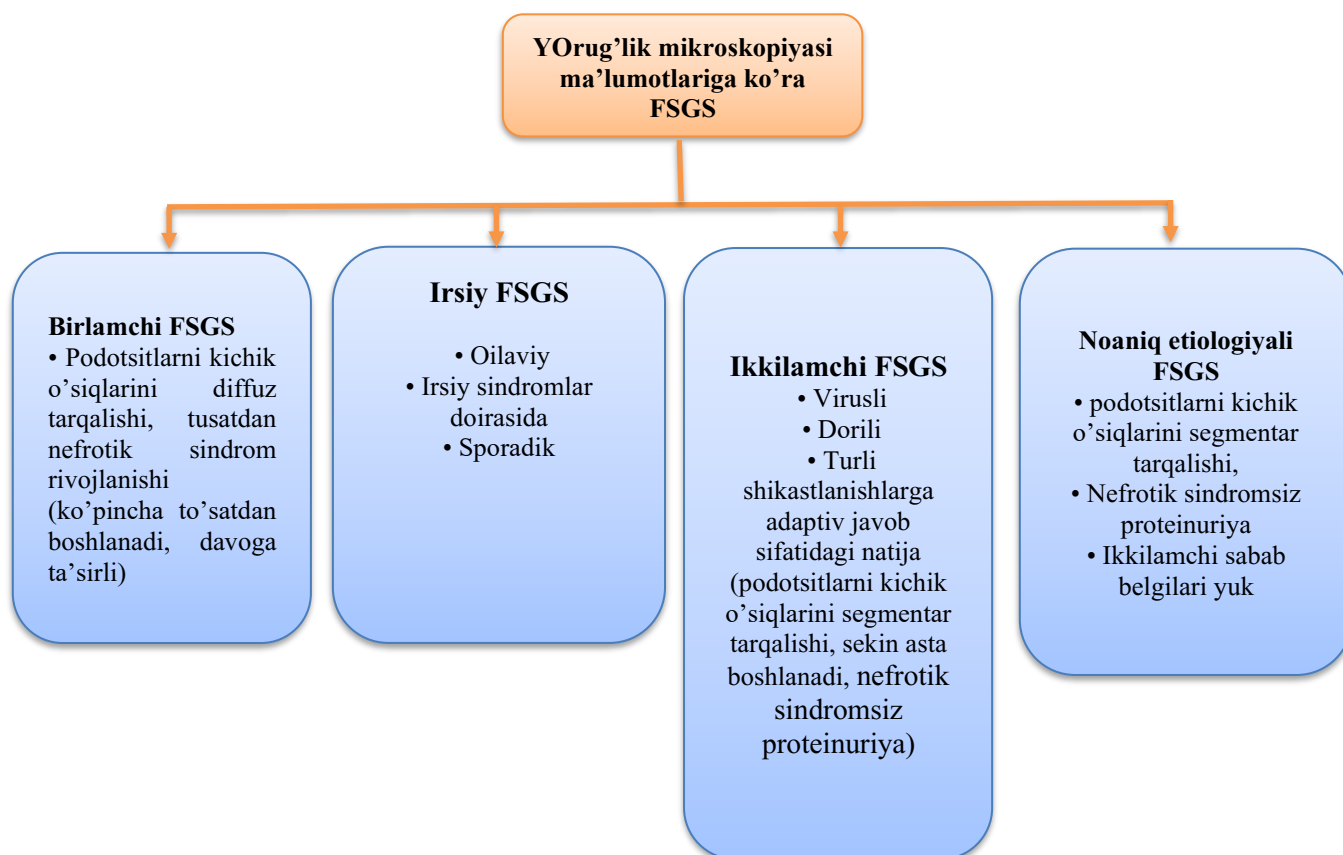 YOrug’lik mikroskopiyasi
ma’lumotlariga ko’ra
FSGS
Birlamchi FSGS
• Podotsitlarni kichik
o’siqlarini diffuz
tarqalishi, tusatdan
nefrotik sindrom
rivojlanishi
(ko’pincha to’satdan
boshlanadi, davoga
ta’sirli)
Irsiy FSGS
• Oilaviy
• Irsiy sindromlar
doirasida
• Sporadik
Ikkilamchi FSGS
• Virusli
• Dorili
• Turli
shikastlanishlarga
adaptiv javob
sifatidagi natija
(podotsitlarni kichik
o’siqlarini segmentar
tarqalishi, sekin asta
boshlanadi, nefrotik
sindromsiz
proteinuriya)
Noaniq etiologiyali
FSGS
• podotsitlarni kichik
o’siqlarini segmentar
tarqalishi,
• Nefrotik sindromsiz
proteinuriya
• Ikkilamchi sabab
belgilari yuk